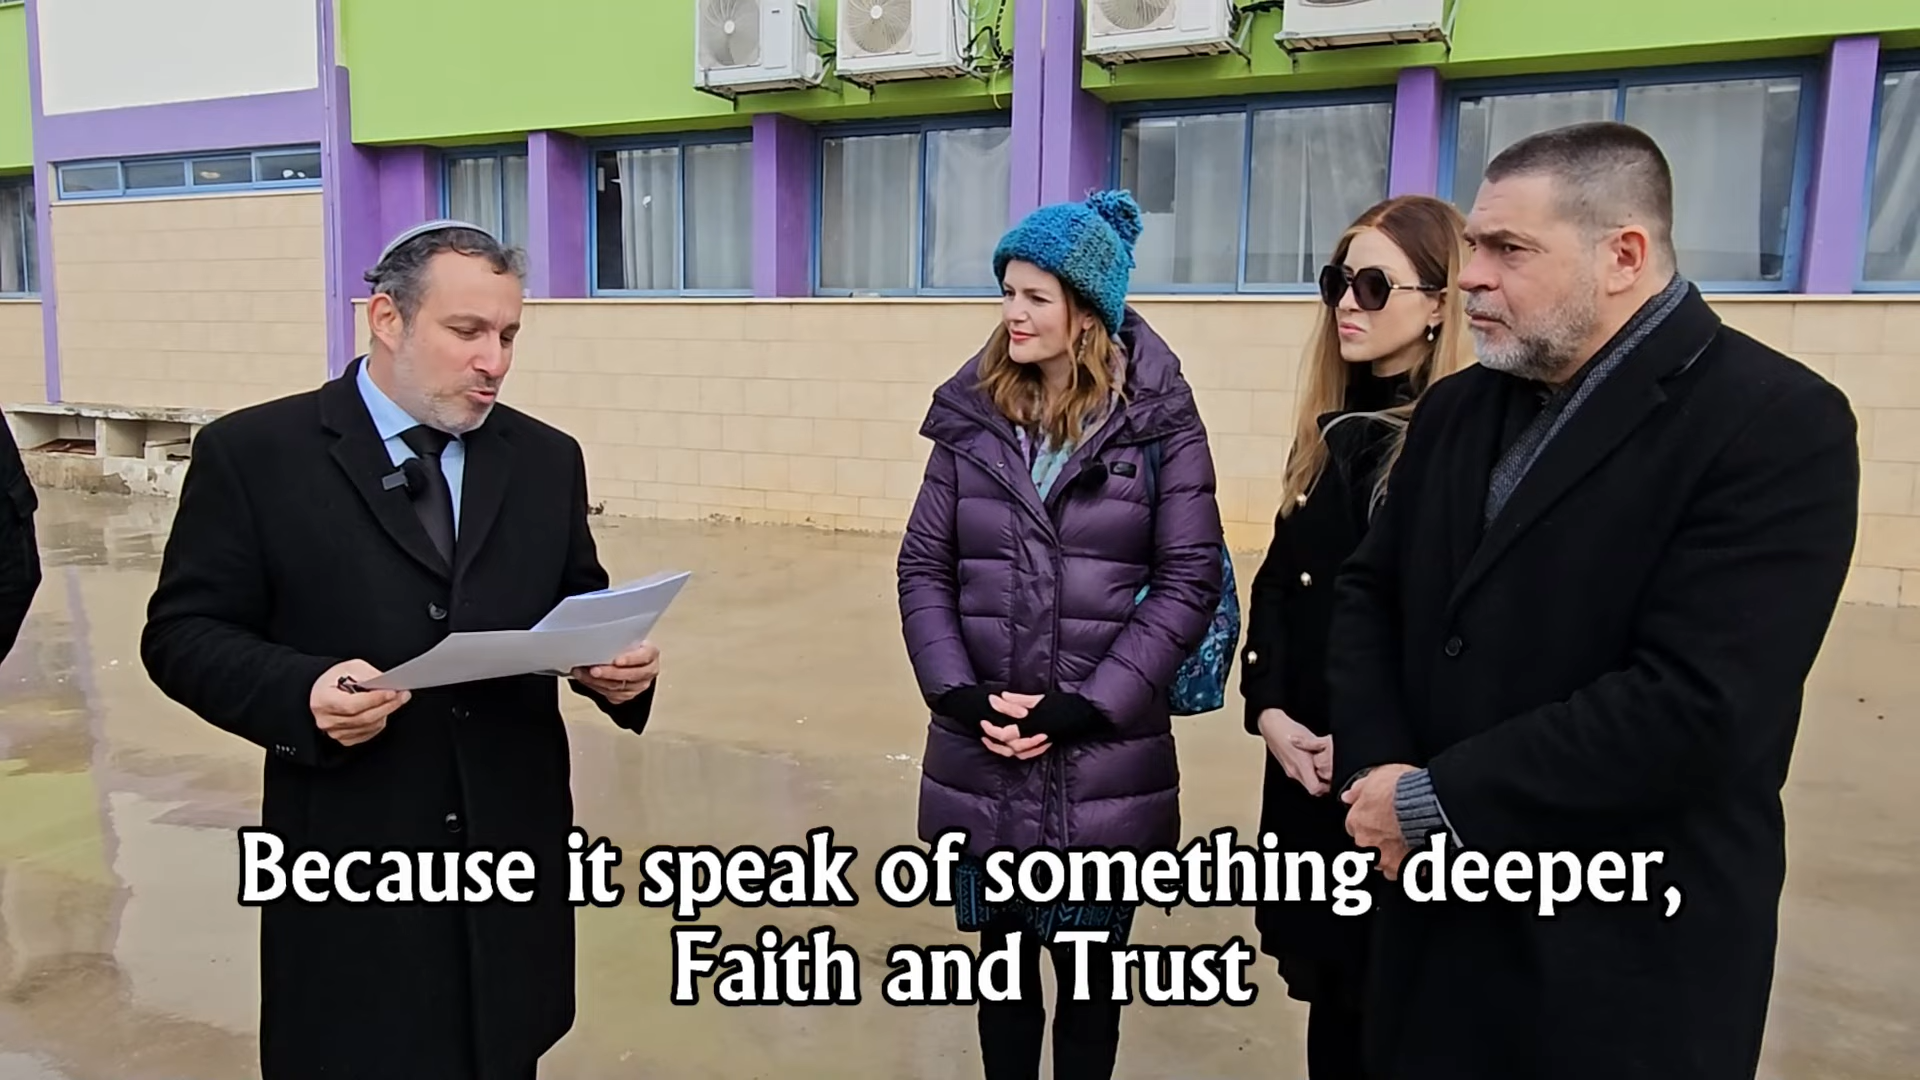 Because it speak of something deeper,
Faith and Trust